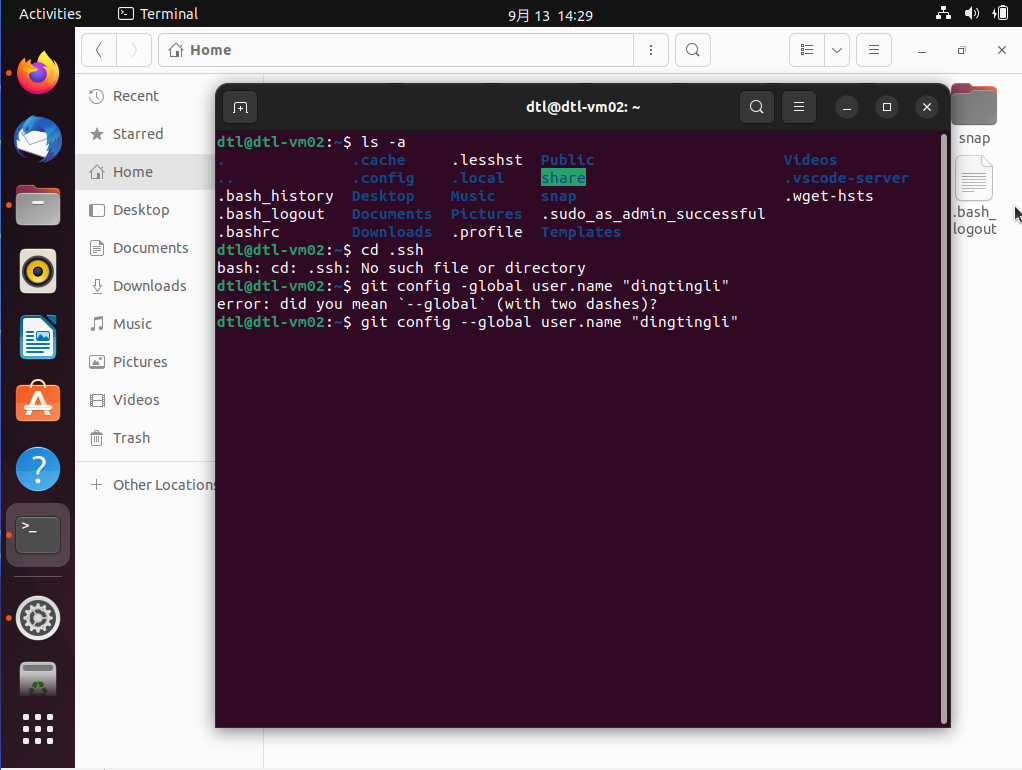 Activities
Terminal
9月 13 14:29
Home
Recent
Starred
Home
Desktop
Documents
Downloads
Music
Pictures
Videos
Trash
Other Locations
snap
.bash_
logout
dtl@dtl-vm02: ~
dtl@dtl-vm02:~$ ls -a
. .cache .lesshst Public Videos
.. .config .local share .vscode-server
.bash_history Desktop Music snap .wget-hsts
.bash_logout Documents Pictures .sudo_as_admin_successful
.bashrc Downloads .profile Templates
dtl@dtl-vm02:~$ cd .ssh
bash: cd: .ssh: No such file or directory
dtl@dtl-vm02:~$ git config -global user.name "dingtingli"
error: did you mean `--global` (with two dashes)?
dtl@dtl-vm02:~$ git config --global user.name "dingtingli"